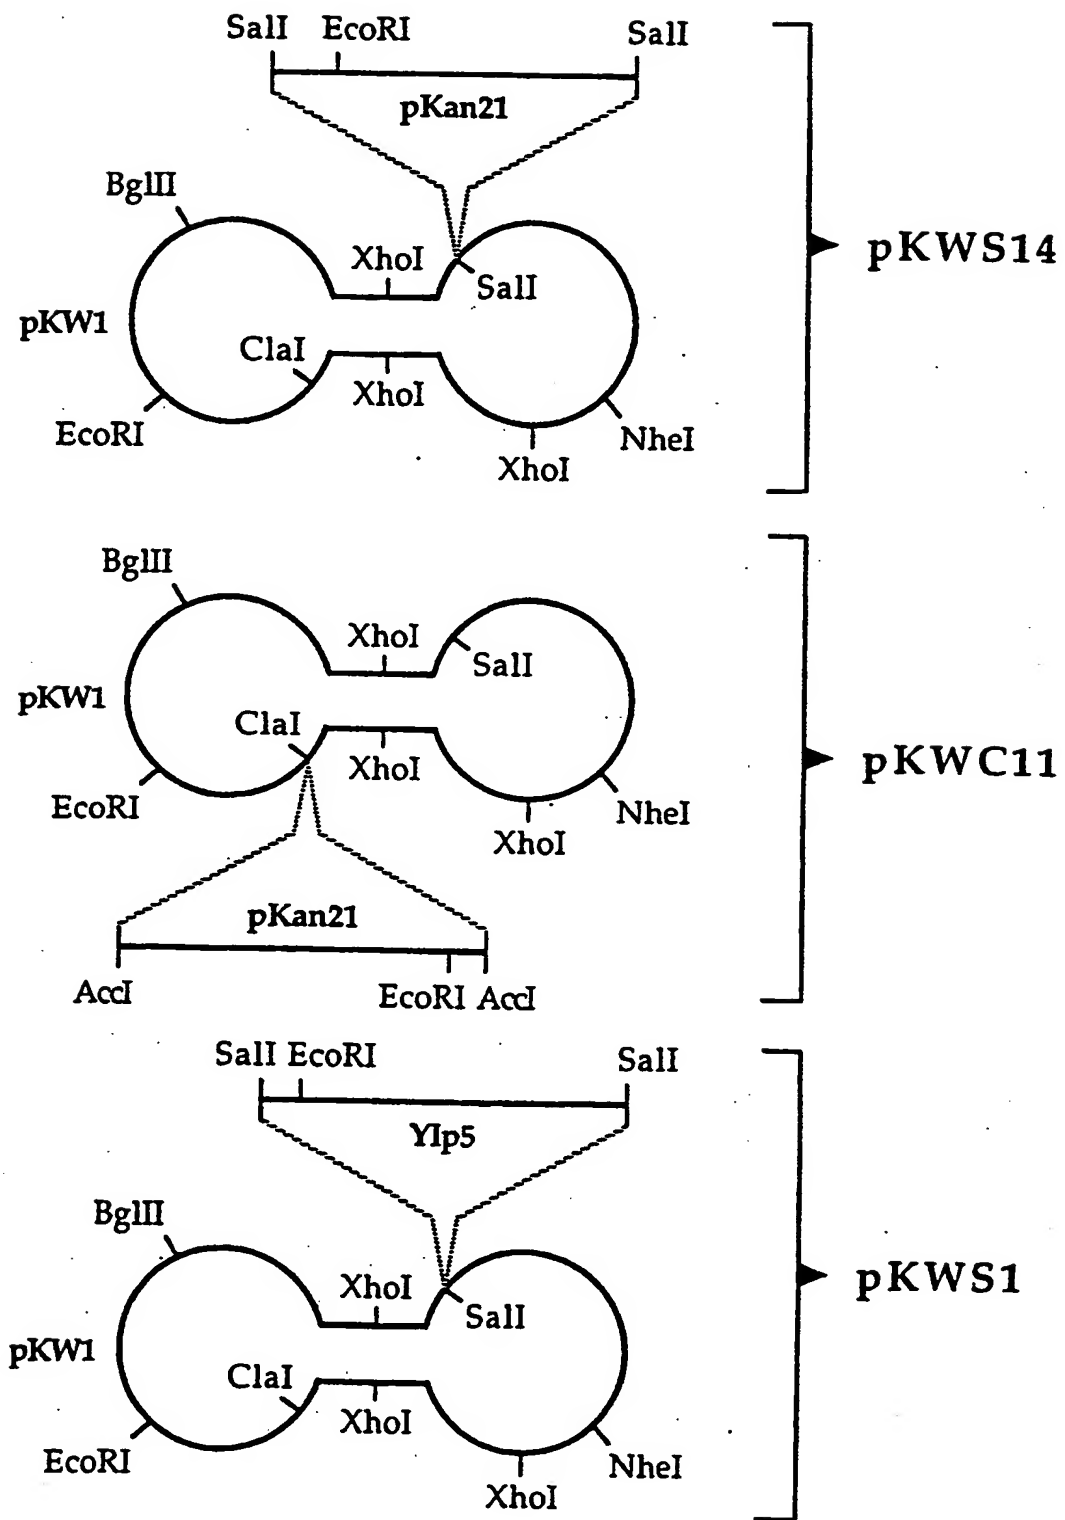 SalI EcoRI SalI
pKan21
BglII
XhoI
SalI
pKWS14
pKW1
ClaI
XhoI
EcoRI
NheI
XhoI
BglII
XhoI
SalI
pKW1
ClaI
XhoI
pKWC11
EcoRI
NheI
XhoI
pKan21
AccI EcoRI AccI
SalI EcoRI SalI
YIp5
BglII
XhoI
SalI
pKWS1
pKW1
ClaI
XhoI
EcoRI
NheI
XhoI